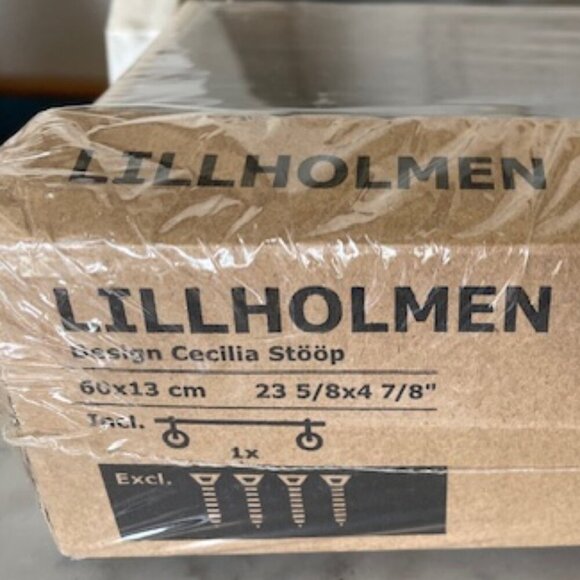 LILLHOLMEN
LILLHOLMEN
Design Cecilia Stööp
60x13 cm 23 5/8x4 7/8"
Incl.
1x
Excl.